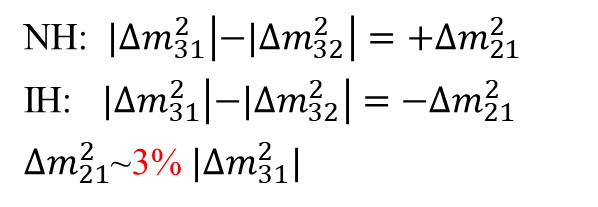 NH: |Δm²₃₁|−|Δm²₃₂| = +Δm²₂₁
IH: |Δm²₃₁|−|Δm²₃₂| = −Δm²₂₁
Δm²₂₁~3% |Δm²₃₁|